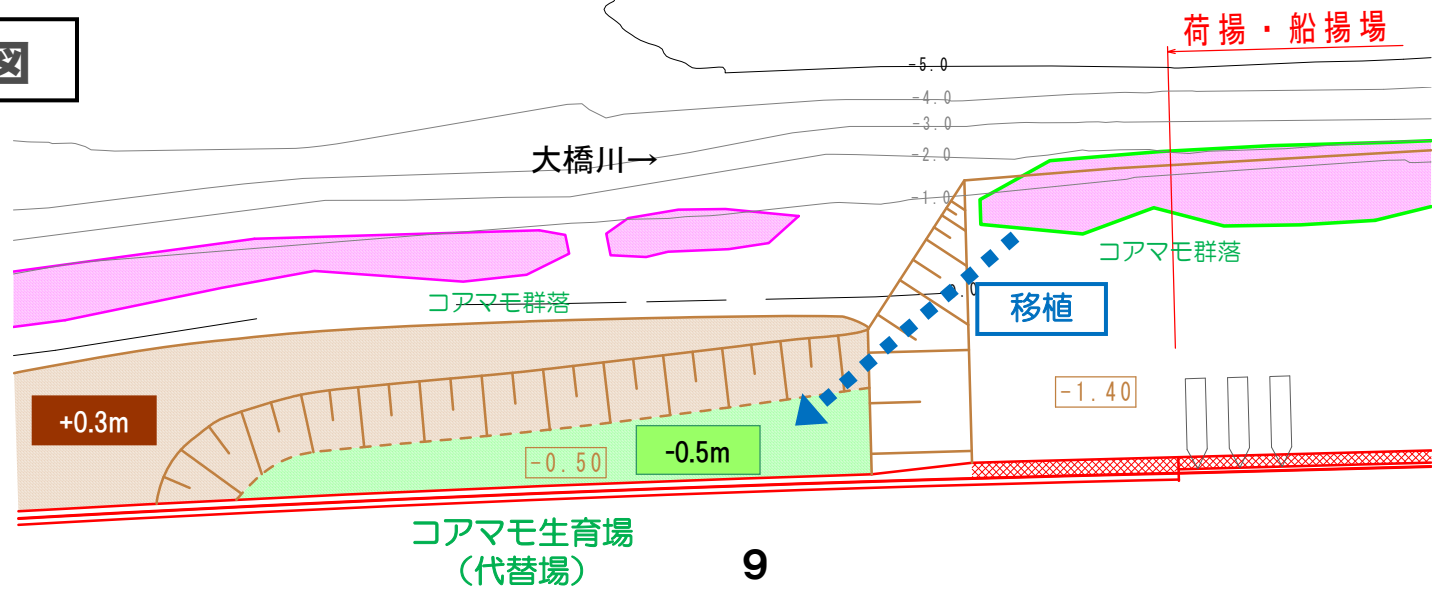 図
荷揚・船揚場
-5.0
-4.0
-3.0
大橋川→
-2.0
-1.0
コアマモ群落
コアマモ群落
移植
-1.40
+0.3m
-0.50
-0.5m
コアマモ生育場
（代替場）
9